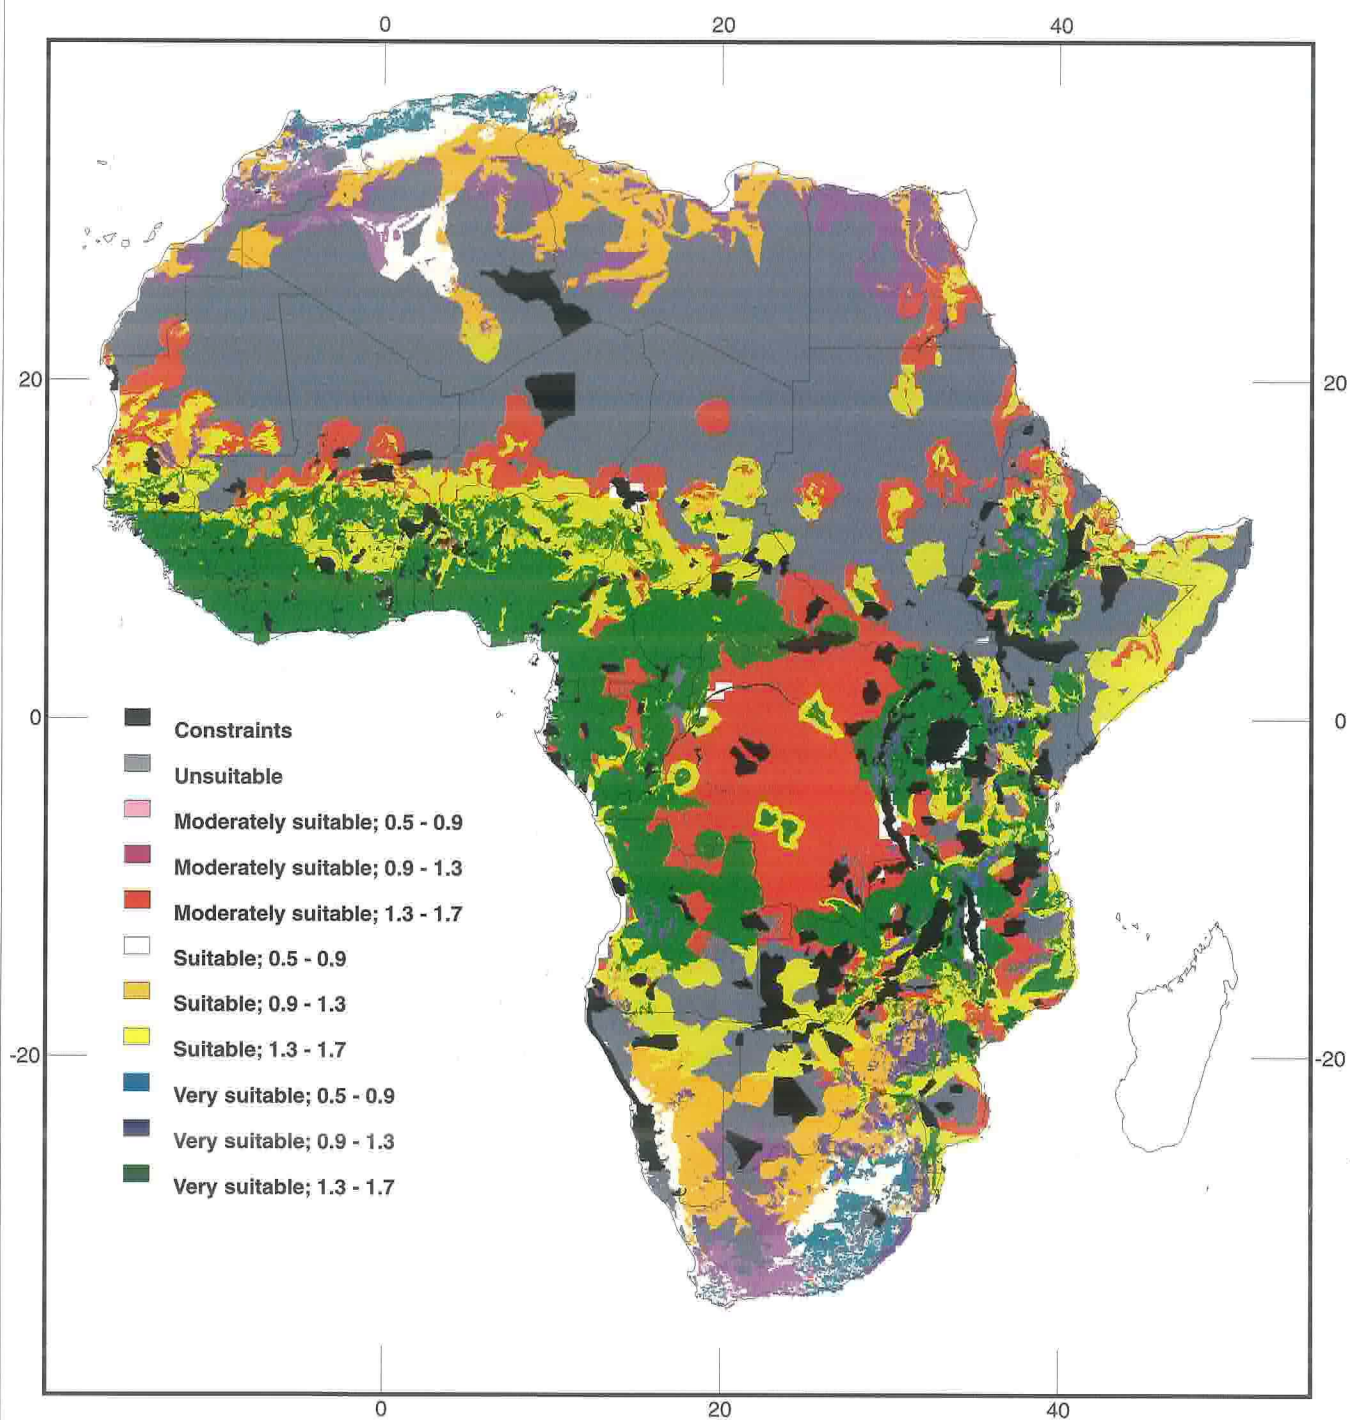 0 20 40
20 20
0 0
Constraints
Unsuitable
Moderately suitable; 0.5 - 0.9
Moderately suitable; 0.9 - 1.3
Moderately suitable; 1.3 - 1.7
Suitable; 0.5 - 0.9
Suitable; 0.9 - 1.3
Suitable; 1.3 - 1.7
-20 -20
Very suitable; 0.5 - 0.9
Very suitable; 0.9 - 1.3
Very suitable; 1.3 - 1.7
0 20 40